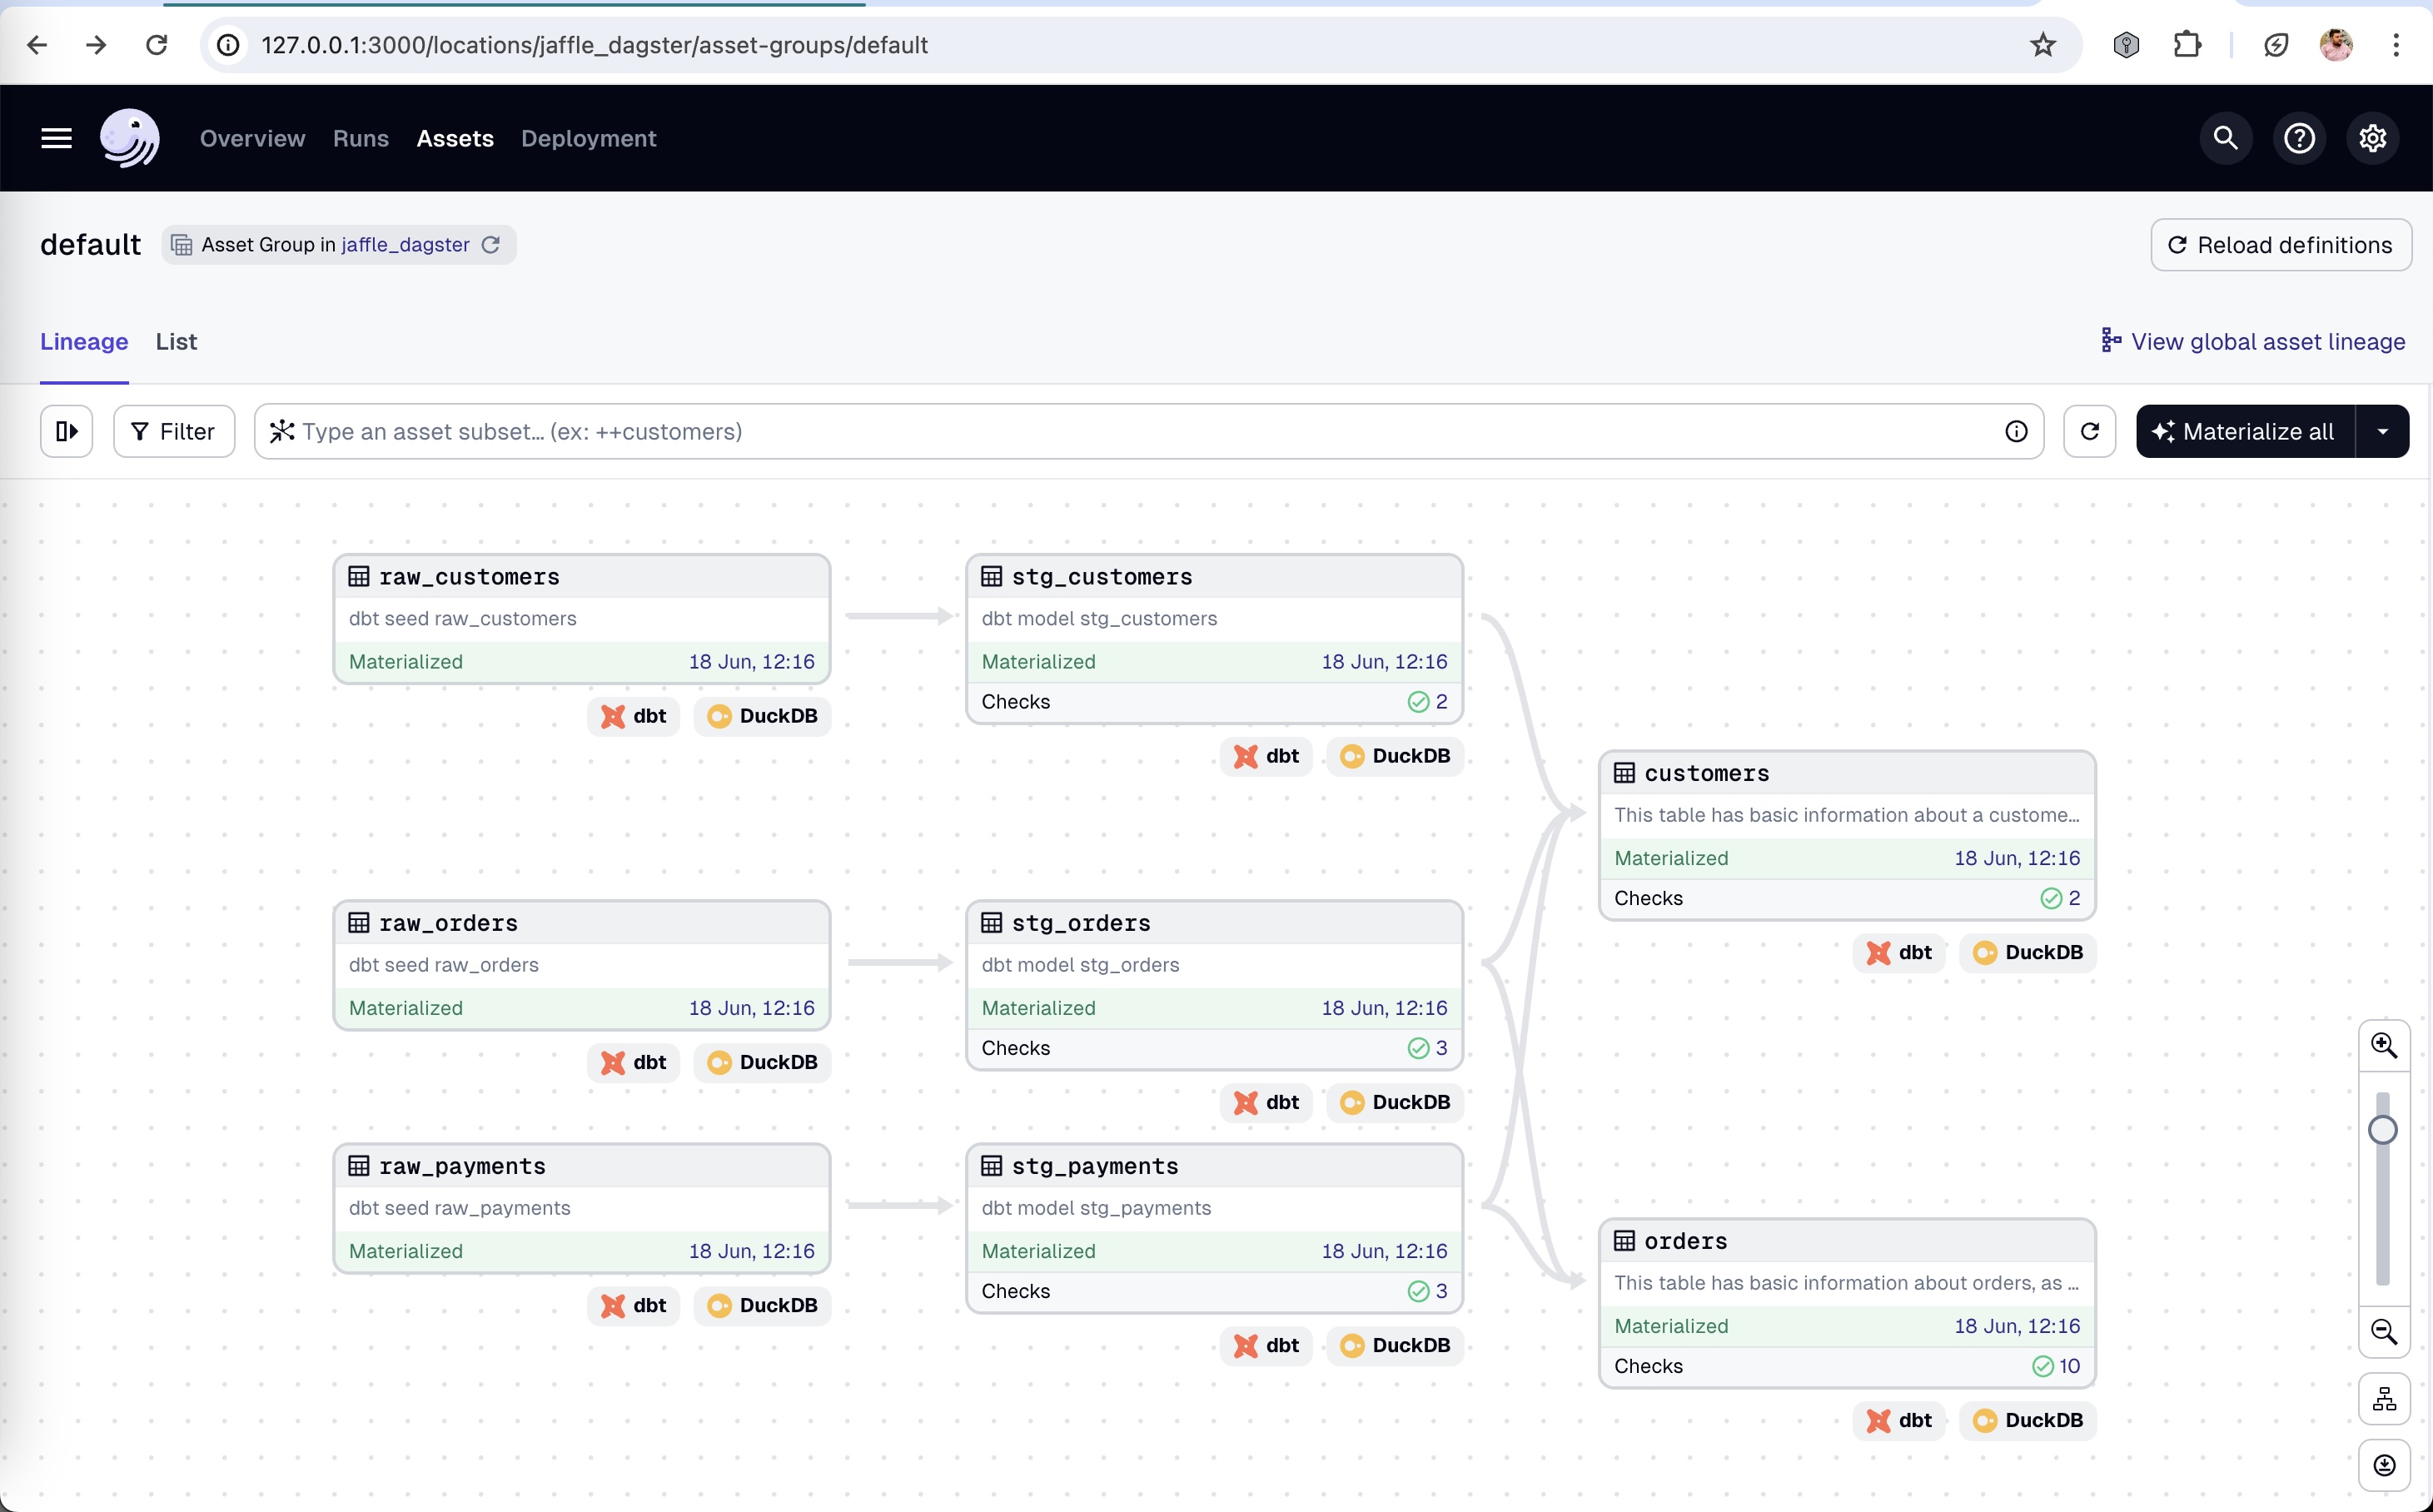 127.0.0.1:3000/locations/jaffle_dagster/asset-groups/default
Overview Runs Assets Deployment
default Asset Group in jaffle_dagster Reload definitions
Lineage List View global asset lineage
Filter Type an asset subset… (ex: ++customers) Materialize all
raw_customers
dbt seed raw_customers
Materialized 18 Jun, 12:16
dbt DuckDB
stg_customers
dbt model stg_customers
Materialized 18 Jun, 12:16
Checks 2
dbt DuckDB
customers
This table has basic information about a custome…
Materialized 18 Jun, 12:16
Checks 2
dbt DuckDB
raw_orders
dbt seed raw_orders
Materialized 18 Jun, 12:16
dbt DuckDB
stg_orders
dbt model stg_orders
Materialized 18 Jun, 12:16
Checks 3
dbt DuckDB
raw_payments
dbt seed raw_payments
Materialized 18 Jun, 12:16
dbt DuckDB
stg_payments
dbt model stg_payments
Materialized 18 Jun, 12:16
Checks 3
dbt DuckDB
orders
This table has basic information about orders, as …
Materialized 18 Jun, 12:16
Checks 10
dbt DuckDB